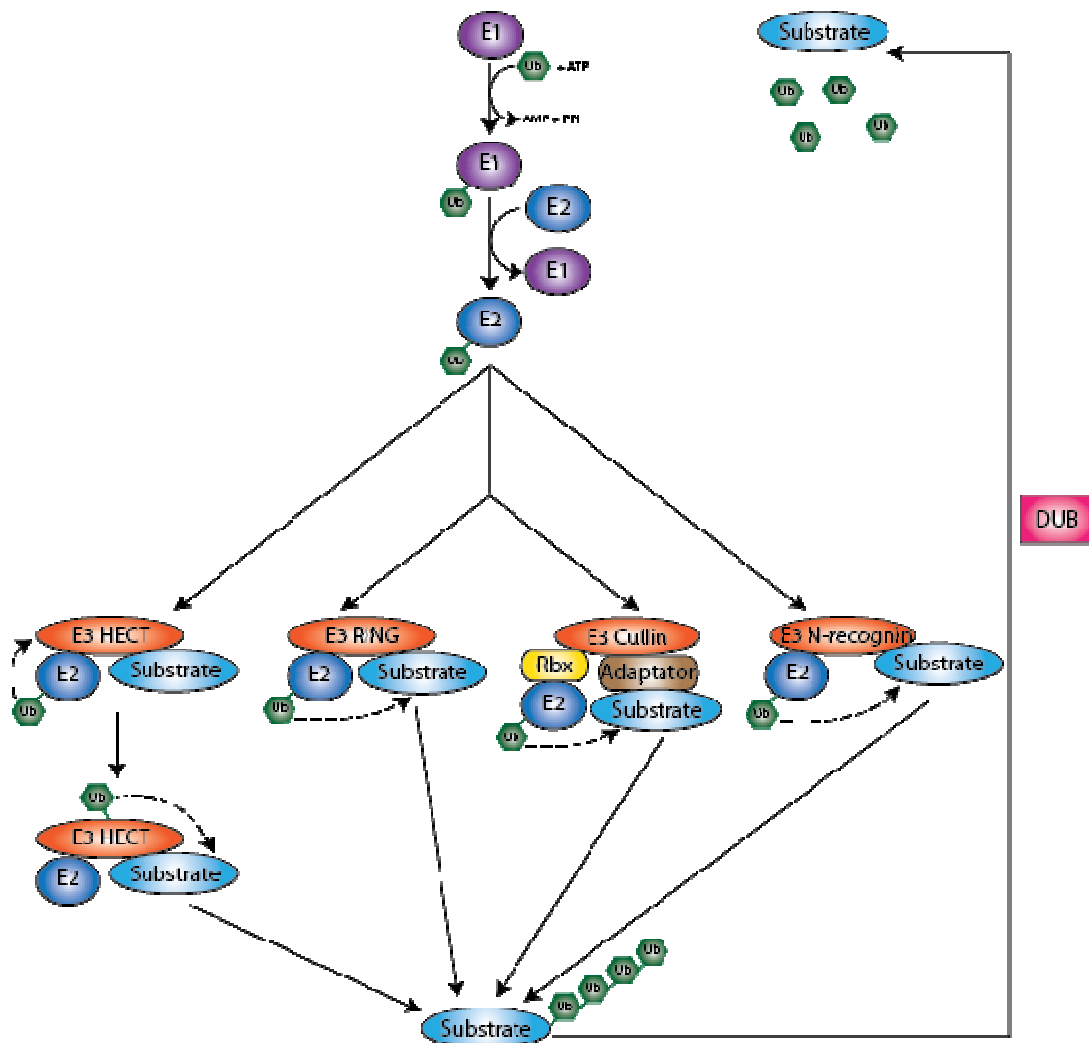 E1
Substrate
Ub + ATP
Ub
Ub
Ub
Ub
AMP + PPi
E1
Ub
E2
E1
E2
Ub
DUB
E3 HECT
E2
Substrate
Ub
E3 RING
E2
Substrate
Ub
E3 Cullin
Rbx
Adaptator
E2
Substrate
Ub
E3 N-recognin
E2
Substrate
Ub
Ub
E3 HECT
E2
Substrate
Ub
Ub
Ub
Ub
Substrate